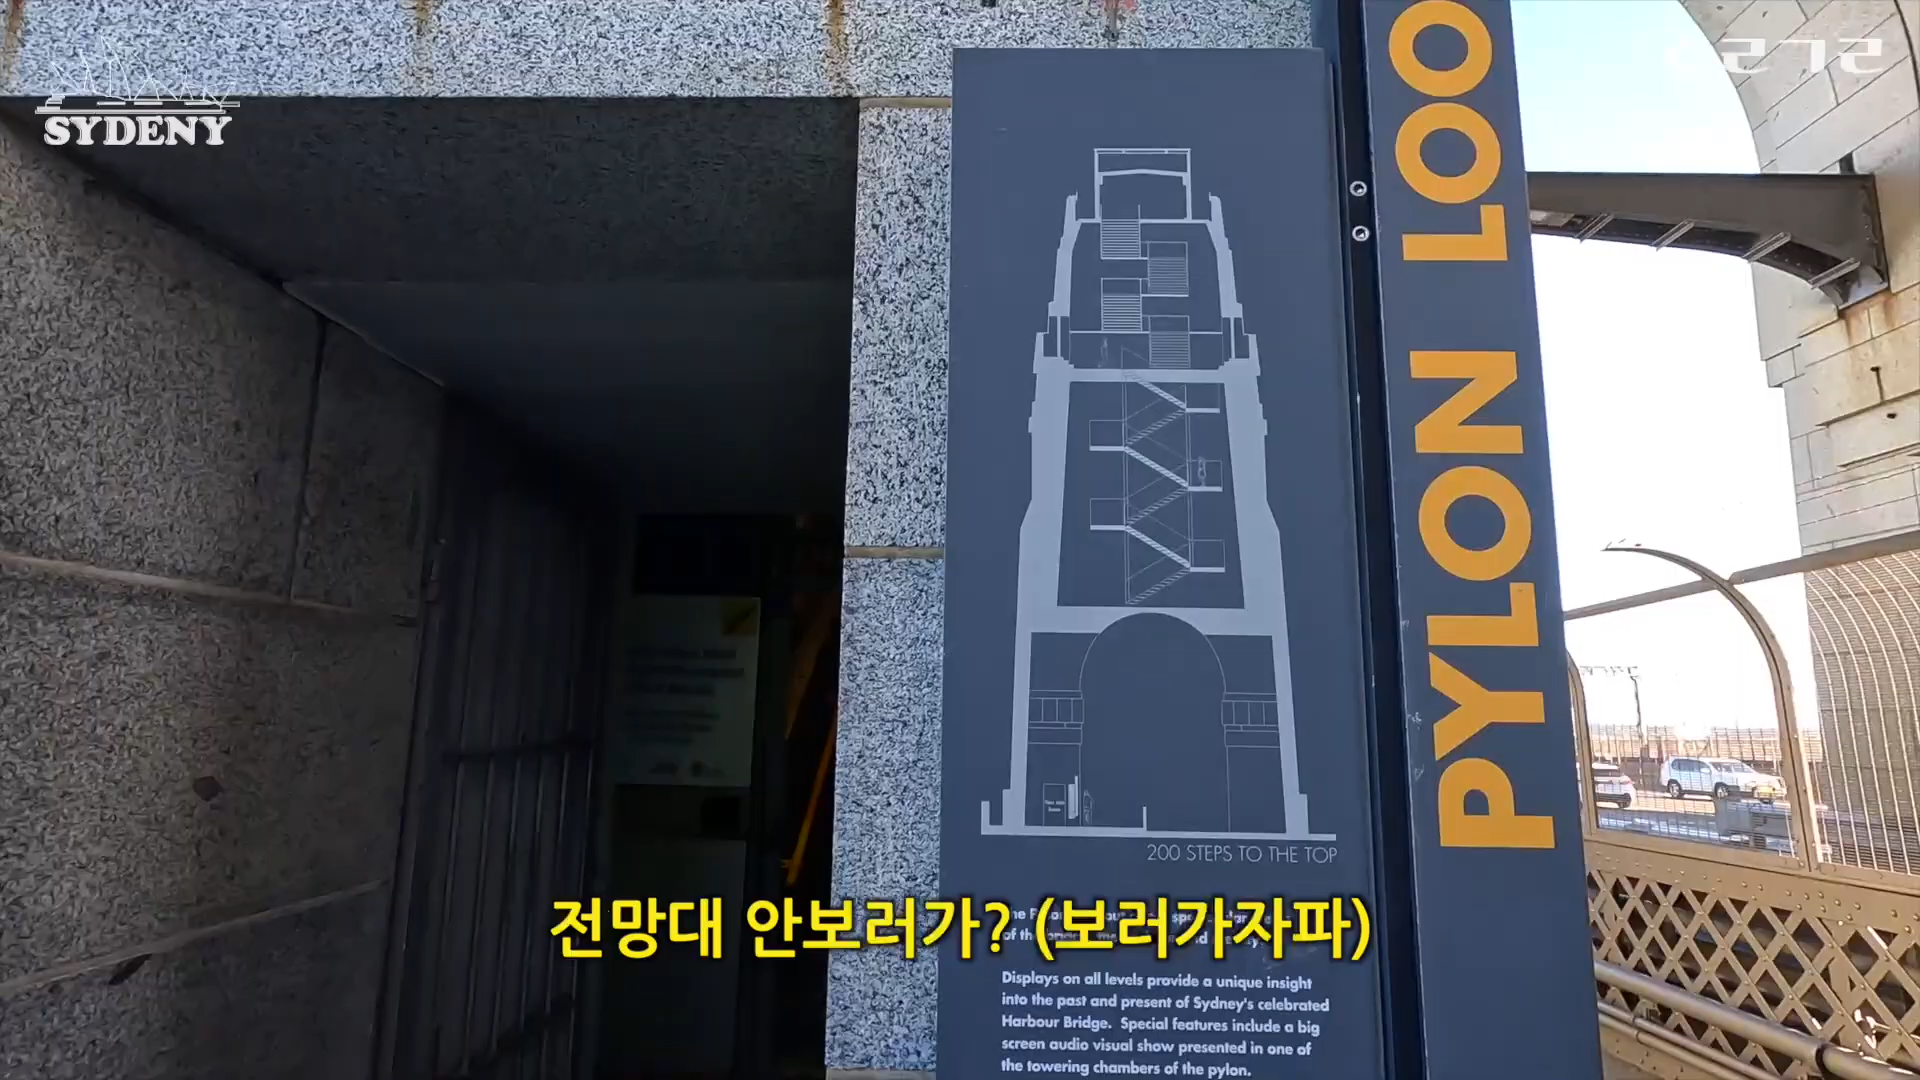 SYDENY
PYLON LOO
200 STEPS TO THE TOP
전망대 안보러가? (보러가자파)
of the
Displays on all levels provide a unique insight
into the past and present of Sydney's celebrated
Harbour Bridge. Special features include a big
screen audio visual show presented in one of
the towering chambers of the pylon.